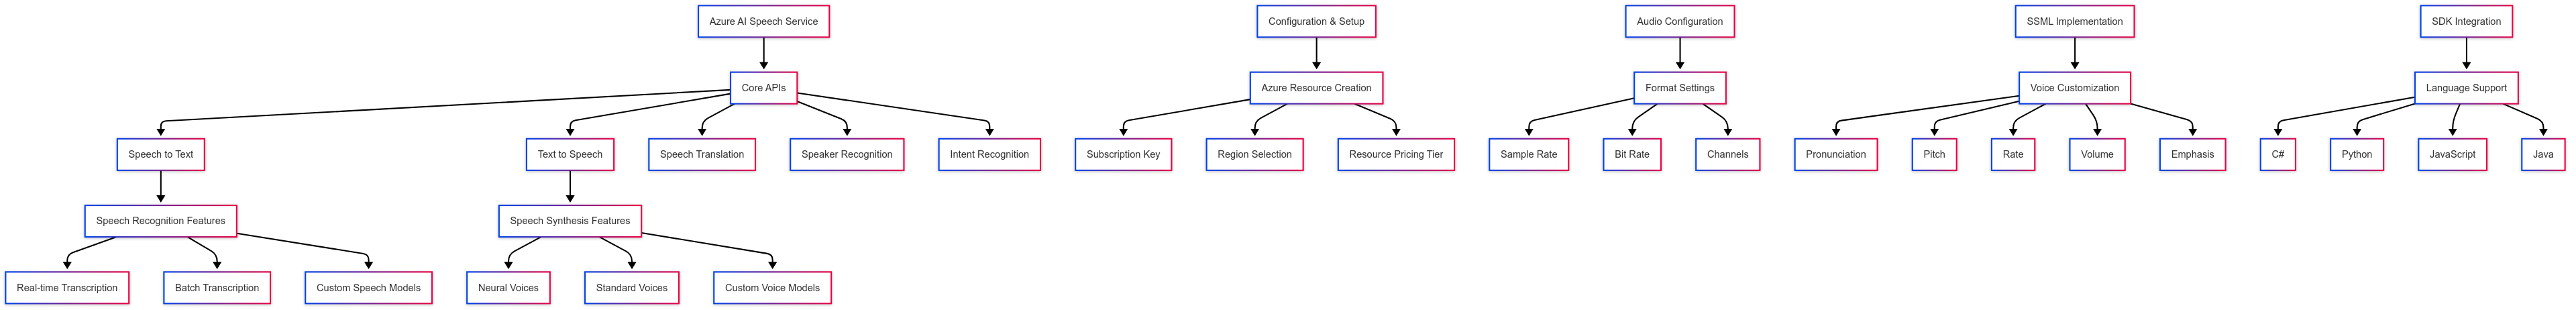 Azure AI Speech Service
Configuration & Setup
Audio Configuration
SSML Implementation
SDK Integration
Core APIs
Azure Resource Creation
Format Settings
Voice Customization
Language Support
Speech to Text
Text to Speech
Speech Translation
Speaker Recognition
Intent Recognition
Subscription Key
Region Selection
Resource Pricing Tier
Sample Rate
Bit Rate
Channels
Pronunciation
Pitch
Rate
Volume
Emphasis
C#
Python
JavaScript
Java
Speech Recognition Features
Speech Synthesis Features
Real-time Transcription
Batch Transcription
Custom Speech Models
Neural Voices
Standard Voices
Custom Voice Models